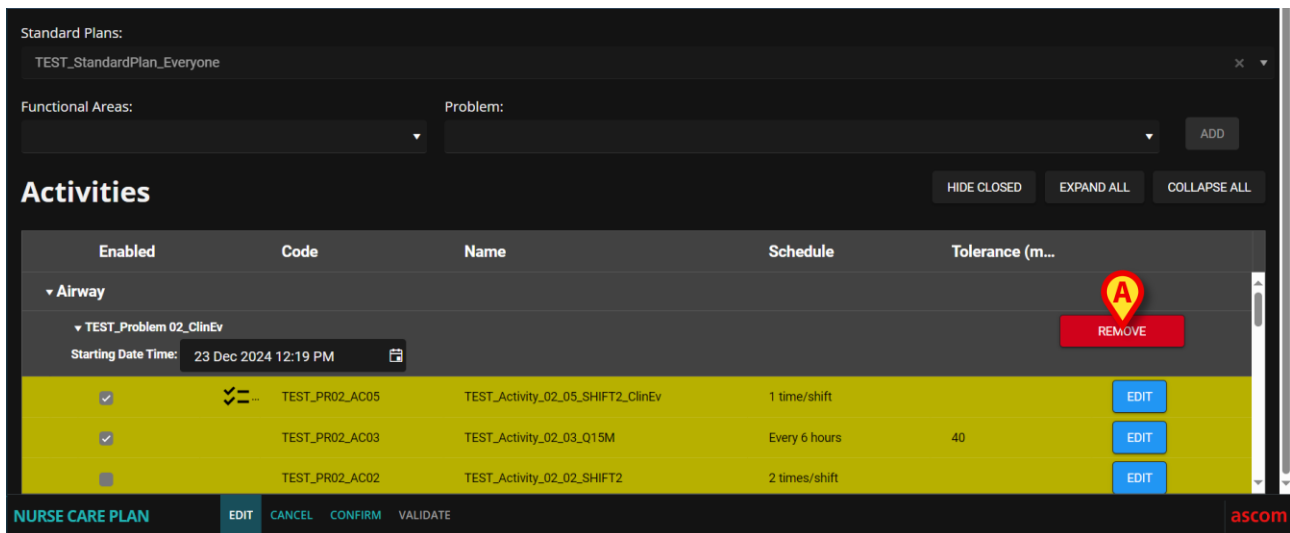 Standard Plans:
TEST_StandardPlan_Everyone
Functional Areas:
Problem:
ADD
Activities
HIDE CLOSED
EXPAND ALL
COLLAPSE ALL
Enabled Code Name Schedule Tolerance (m...
Airway
A
TEST_Problem 02_ClinEv
REMOVE
Starting Date Time: 23 Dec 2024 12:19 PM
... TEST_PR02_AC05 TEST_Activity_02_05_SHIFT2_ClinEv 1 time/shift EDIT
TEST_PR02_AC03 TEST_Activity_02_03_Q15M Every 6 hours 40 EDIT
TEST_PR02_AC02 TEST_Activity_02_02_SHIFT2 2 times/shift EDIT
NURSE CARE PLAN EDIT CANCEL CONFIRM VALIDATE ascom